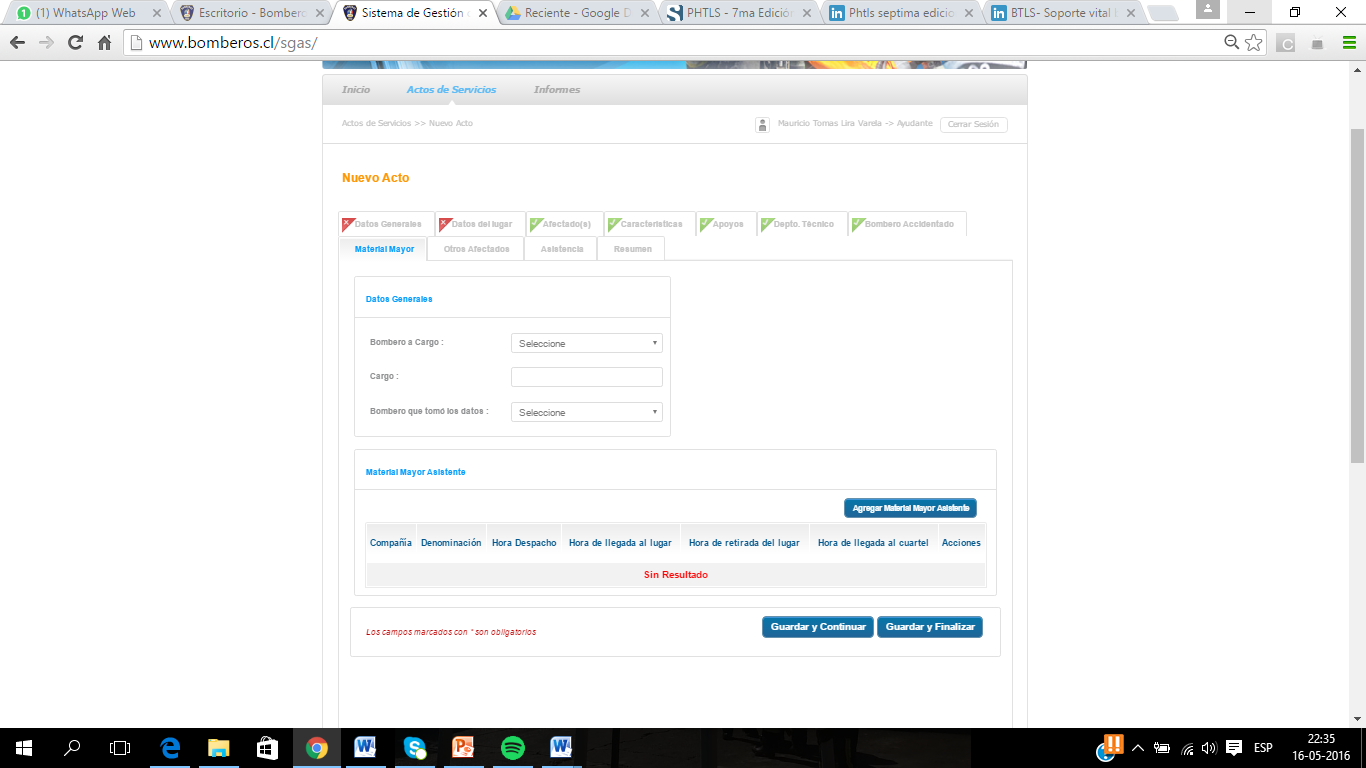 (1) WhatsApp Web
Escritorio - Bombero
Sistema de Gestión d
Reciente - Google D
PHTLS - 7ma Edición
Phtls septima edicio
BTLS- Soporte vital
www.bomberos.cl/sgas/
Inicio
Actos de Servicios
Informes
Actos de Servicios >> Nuevo Acto
Mauricio Tomas Lira Varela -> Ayudante
Cerrar Sesión
Nuevo Acto
Datos Generales
Datos del lugar
Afectado(s)
Características
Apoyos
Depto. Técnico
Bombero Accidentado
Material Mayor
Otros Afectados
Asistencia
Resumen
Datos Generales
Bombero a Cargo :
Seleccione
Cargo :
Bombero que tomó los datos :
Seleccione
Material Mayor Asistente
Agregar Material Mayor Asistente
Compañía
Denominación
Hora Despacho
Hora de llegada al lugar
Hora de retirada del lugar
Hora de llegada al cuartel
Acciones
Sin Resultado
Los campos marcados con * son obligatorios
Guardar y Continuar
Guardar y Finalizar
ESP
22:35
16-05-2016